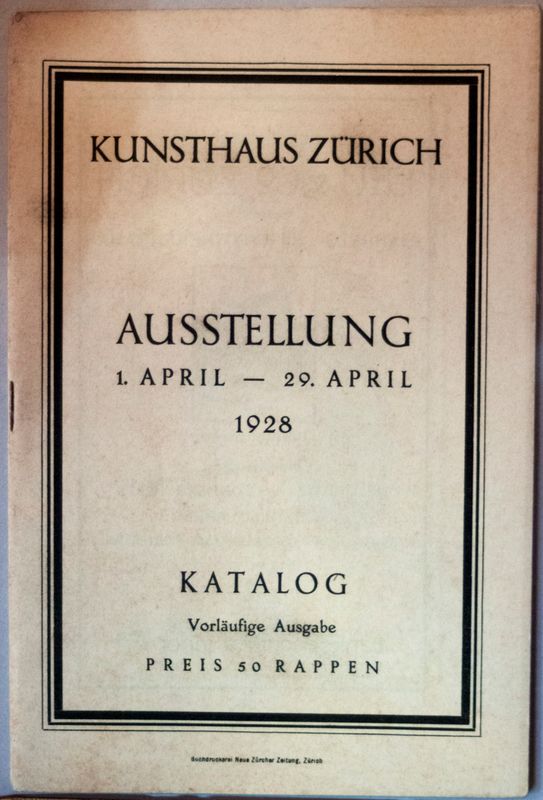 KUNSTHAUS ZÜRICH
AUSSTELLUNG
1. APRIL — 29. APRIL
1928
KATALOG
Vorläufige Ausgabe
PREIS 50 RAPPEN
Buchdruckerei Neue Zürcher Zeitung, Zürich